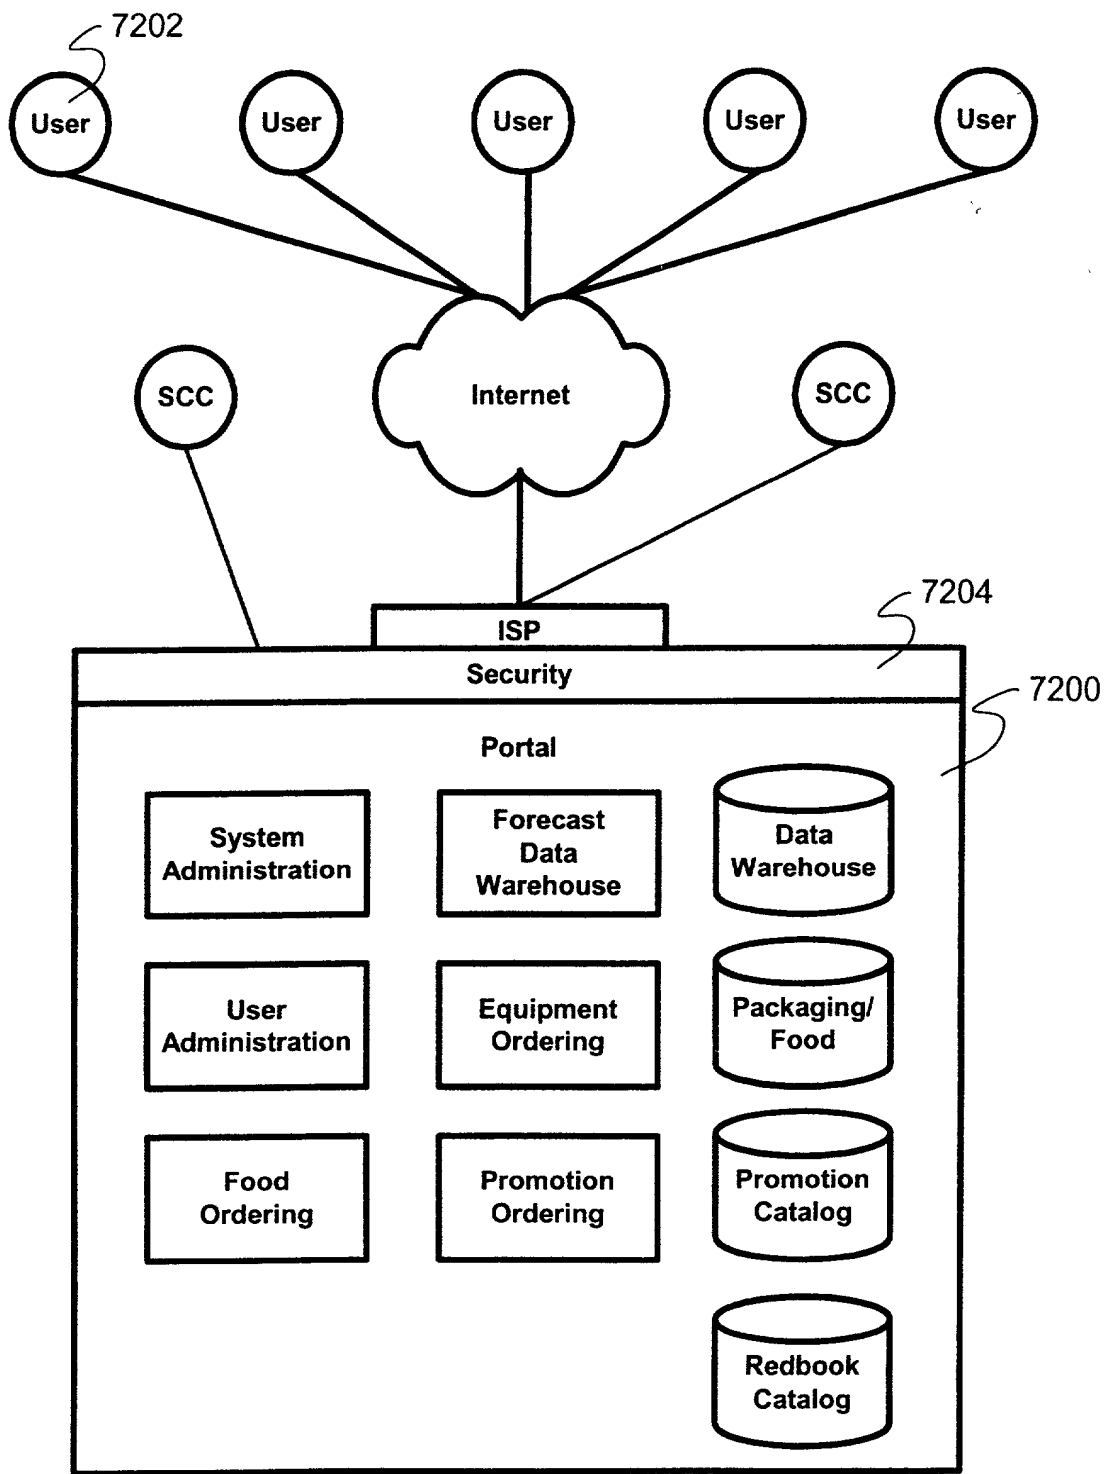 7202
User
User
User
User
User
SCC
Internet
SCC
7204
ISP
Security
7200
Portal
System
Administration
Forecast
Data
Warehouse
Data
Warehouse
User
Administration
Equipment
Ordering
Packaging/
Food
Food
Ordering
Promotion
Ordering
Promotion
Catalog
Redbook
Catalog